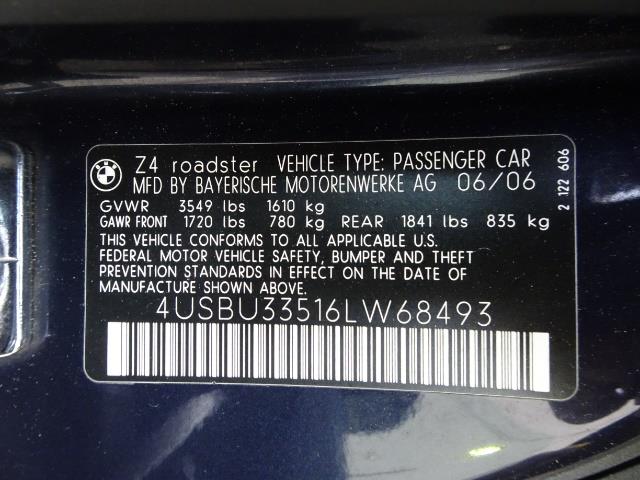 Z4 roadster VEHICLE TYPE: PASSENGER CAR
MFD BY BAYERISCHE MOTORENWERKE AG 06/06
GVWR 3549 lbs 1610 kg
GAWR FRONT 1720 lbs 780 kg REAR 1841 lbs 835 kg
THIS VEHICLE CONFORMS TO ALL APPLICABLE U.S.
FEDERAL MOTOR VEHICLE SAFETY, BUMPER AND THEFT
PREVENTION STANDARDS IN EFFECT ON THE DATE OF
MANUFACTURE SHOWN ABOVE.
4USBU33516LW68493
2 122 606